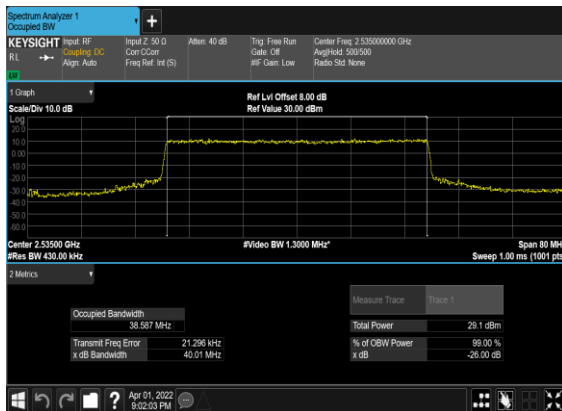 Spectrum Analyzer 1
Occupied BW
KEYSIGHT
RL
Input: RF
Coupling: DC
Align: Auto
Input Z: 50 Ω
Corr CCorr
Freq Ref: Int (S)
Atten: 40 dB
Trig: Free Run
Gate: Off
#IF Gain: Low
Center Freq: 2.535000000 GHz
Avg|Hold: 500/500
Radio Std: None
1 Graph
Scale/Div 10.0 dB
Ref Lvl Offset 8.00 dB
Ref Value 30.00 dBm
Log
20.0
10.0
0.00
-10.0
-20.0
-30.0
-40.0
-50.0
-60.0
Center 2.53500 GHz
#Res BW 430.00 kHz
#Video BW 1.3000 MHz*
Span 80 MH
Sweep 1.00 ms (1001 pts
2 Metrics
Measure Trace
Trace 1
Occupied Bandwidth
38.587 MHz
Total Power
29.1 dBm
Transmit Freq Error
21.296 kHz
% of OBW Power
99.00 %
x dB Bandwidth
40.01 MHz
x dB
-26.00 dB
?
Apr 01, 2022
9:02:03 PM